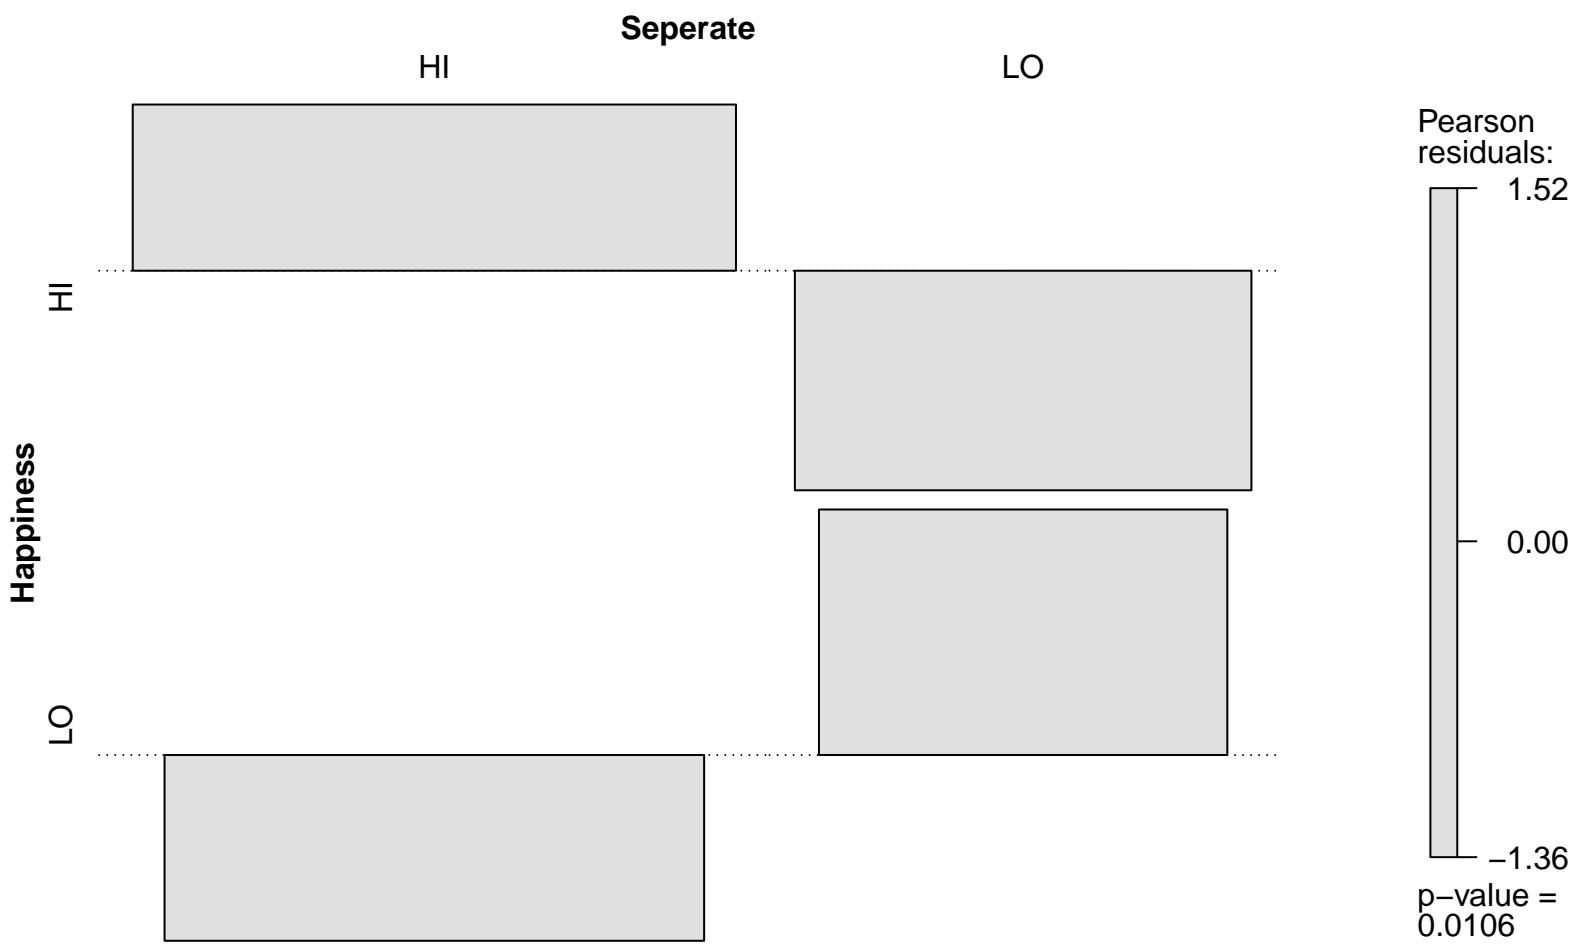 Seperate
HI
LO
Happiness
HI
LO
Pearson
residuals:
1.52
0.00
−1.36
p−value =
0.0106